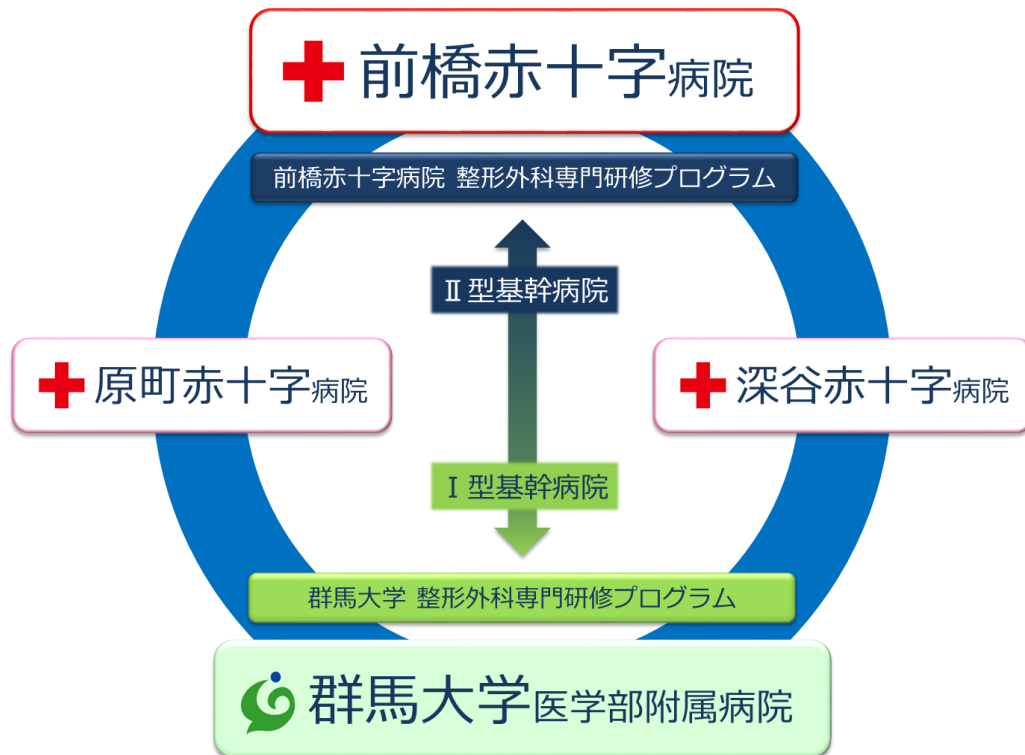 前橋赤十字病院
前橋赤十字病院 整形外科専門研修プログラム
Ⅱ型基幹病院
原町赤十字病院
深谷赤十字病院
Ⅰ型基幹病院
群馬大学 整形外科専門研修プログラム
群馬大学医学部附属病院